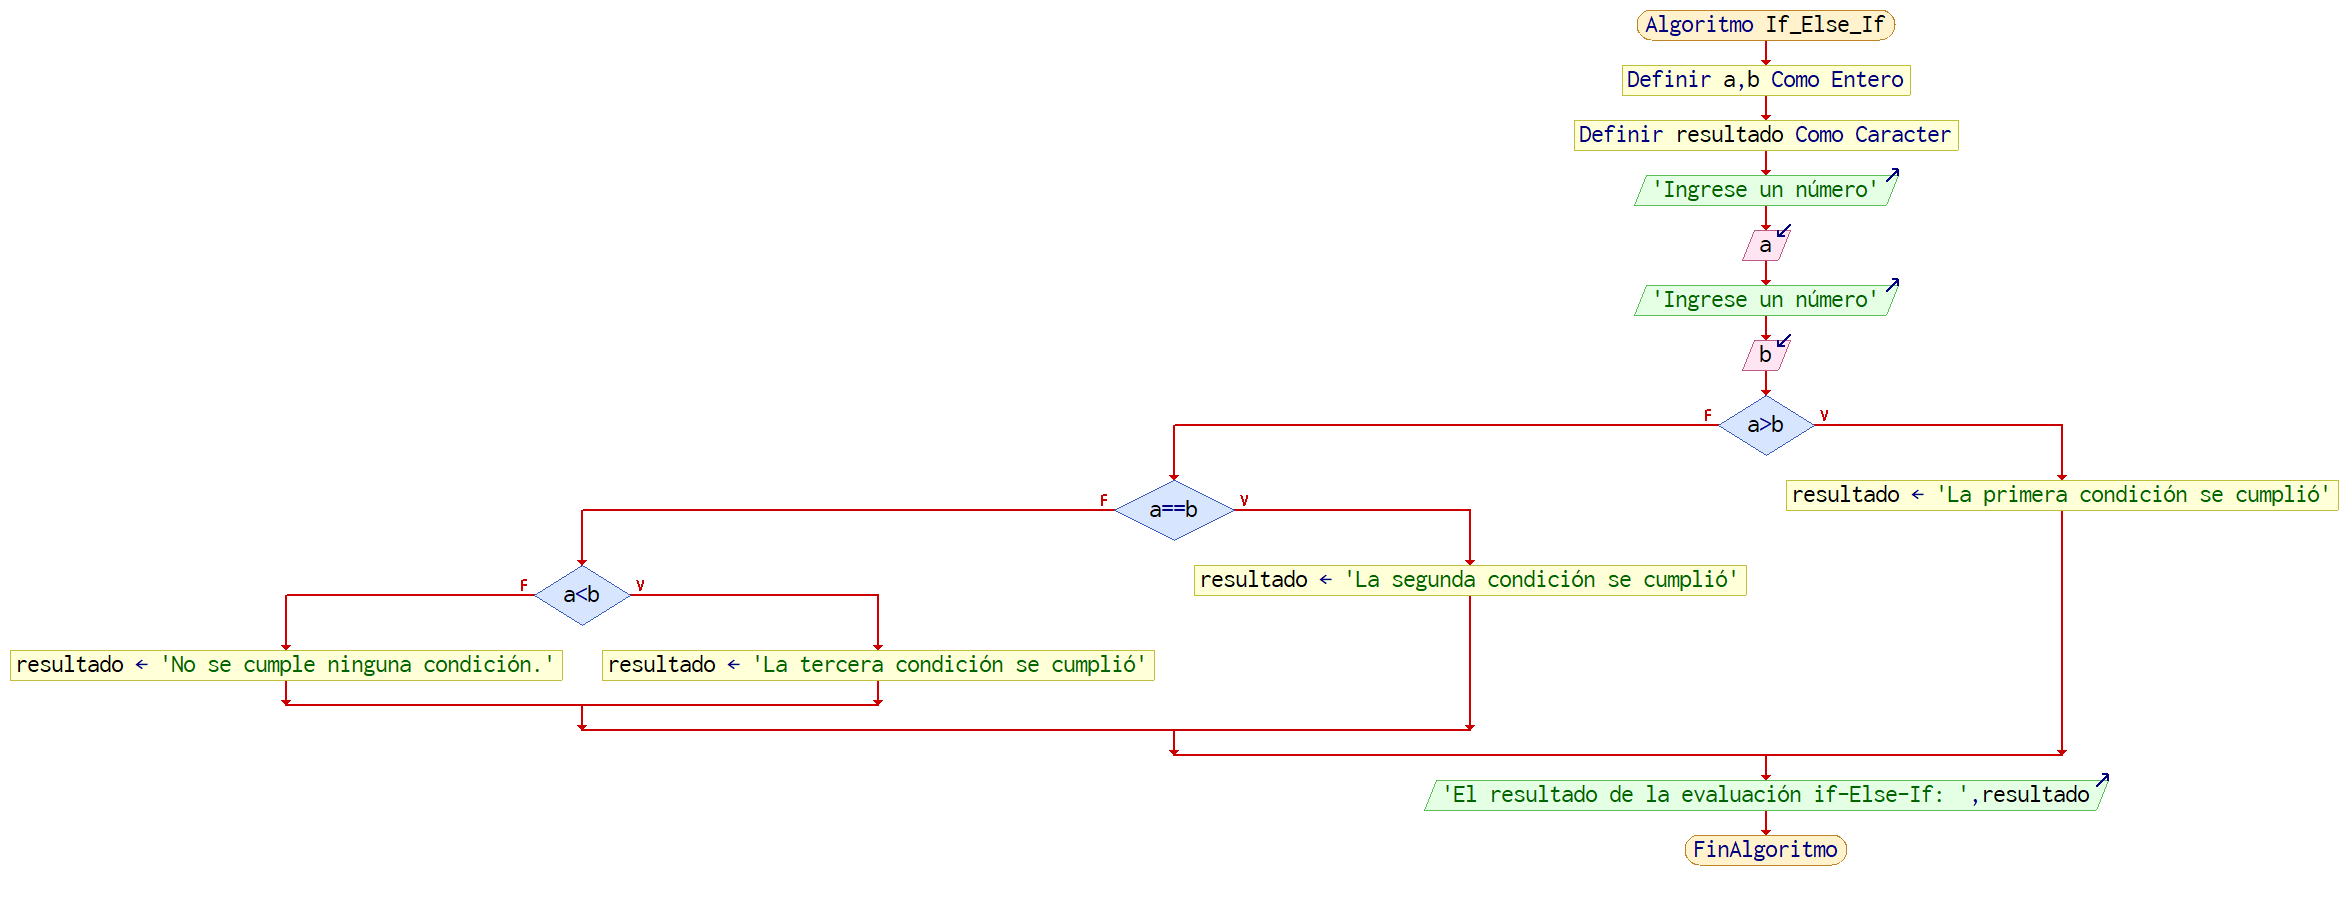 Algoritmo If_Else_If
Definir a,b Como Entero
Definir resultado Como Caracter
'Ingrese un número'
a
'Ingrese un número'
b
F
a>b
V
F
a==b
V
resultado ← 'La primera condición se cumplió'
F
a<b
V
resultado ← 'La segunda condición se cumplió'
resultado ← 'No se cumple ninguna condición.'
resultado ← 'La tercera condición se cumplió'
'El resultado de la evaluación if-Else-If: ',resultado
FinAlgoritmo